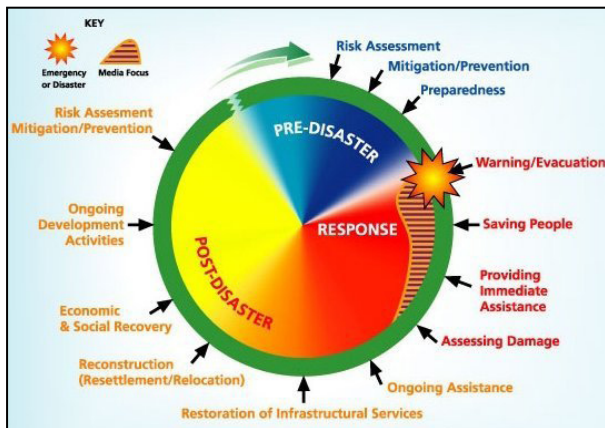 KEY
Emergency
or Disaster
Media Focus
Risk Assessment
Mitigation/Prevention
Preparedness
Warning/Evacuation
Saving People
Providing
Immediate
Assistance
Assessing Damage
Ongoing Assistance
Restoration of Infrastructural Services
Reconstruction
(Resettlement/Relocation)
Economic
& Social Recovery
Ongoing
Development
Activities
Risk Assesment
Mitigation/Prevention
PRE-DISASTER
RESPONSE
POST-DISASTER